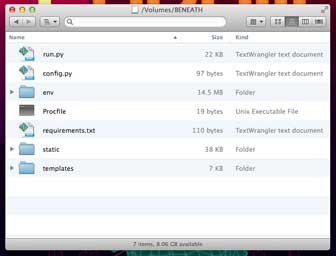 /Volumes/BENEATH
Name Size Kind
run.py 22 KB TextWrangler text document
config.py 97 bytes TextWrangler text document
env 14.5 MB Folder
Procfile 19 bytes Unix Executable File
requirements.txt 110 bytes TextWrangler text document
static 38 KB Folder
templates 7 KB Folder
7 items, 8.06 GB available